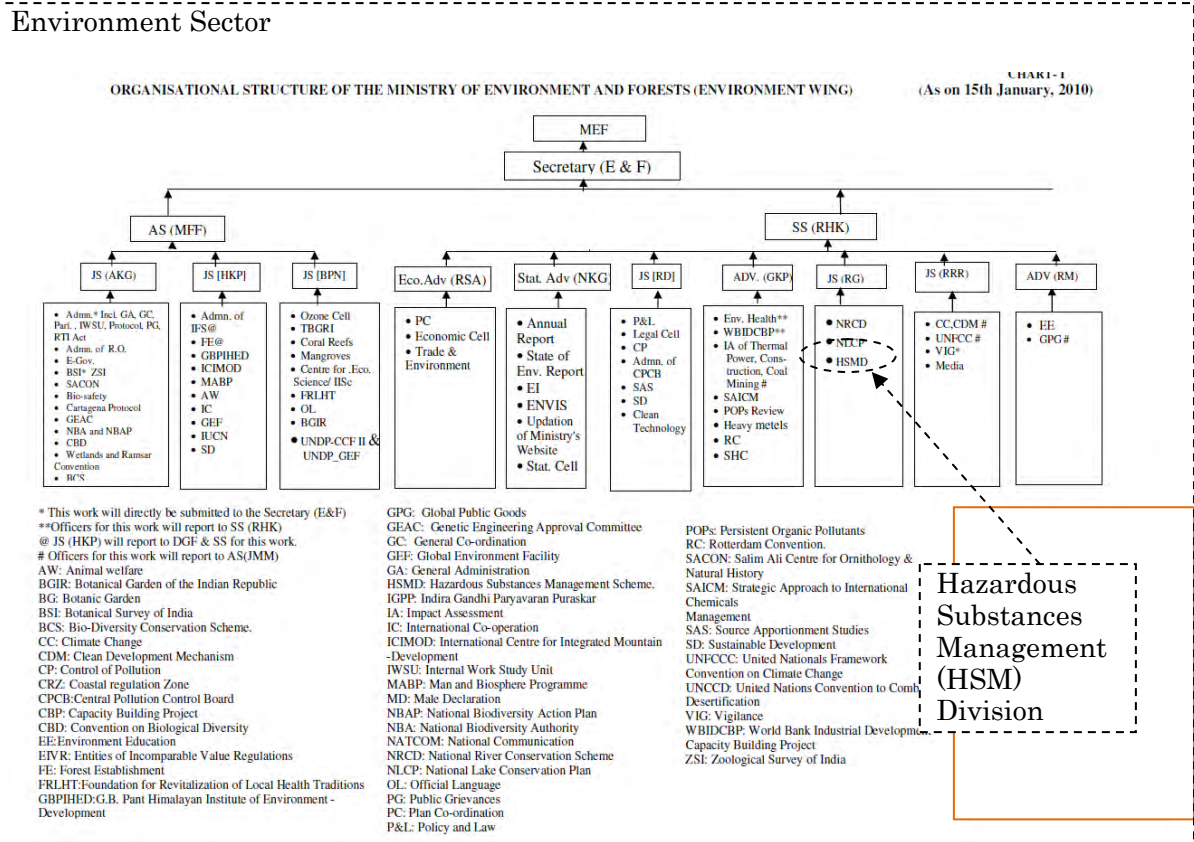 Environment Sector
CHART- I
ORGANISATIONAL STRUCTURE OF THE MINISTRY OF ENVIRONMENT AND FORESTS (ENVIRONMENT WING)
(As on 15th January, 2010)
MEF
Secretary (E & F)
AS (MFF)
SS (RHK)
JS (AKG)
JS [HKP]
JS [BPN]
Eco.Adv (RSA)
Stat. Adv (NKG)
JS [RD]
ADV. (GKP)
JS (RG)
JS (RRR)
ADV (RM)
• Admn.* Incl. GA, GC,
Parl. , IWSU, Protocol, PG,
RTI Act
• Admn. of R.O.
• E-Gov.
• BSI* ZSI
• SACON
• Bio-safety
• Cartagena Protocol
• GEAC
• NBA and NBAP
• CBD
• Wetlands and Ramsar
Convention
• BCS
• Admn. of
IFS@
• FE@
• GBPIHED
• ICIMOD
• MABP
• AW
• IC
• GEF
• IUCN
• SD
• Ozone Cell
• TBGRI
• Coral Reefs
• Mangroves
• Centre for .Eco.
Science/ IISc
• FRLHT
• OL
• BGIR
• UNDP-CCF II &
UNDP_GEF
• PC
• Economic Cell
• Trade &
Environment
• Annual
Report
• State of
Env. Report
• EI
• ENVIS
• Updation
of Ministry's
Website
• Stat. Cell
• P&L
• Legal Cell
• CP
• Admn. of
CPCB
• SAS
• SD
• Clean
Technology
• Env. Health**
• WBIDCBP**
• IA of Thermal
Power, Cons-
truction, Coal
Mining #
• SAICM
• POPs Review
• Heavy metels
• RC
• SHC
• NRCD
• NLCP
• HSMD
• CC,CDM #
• UNFCC #
• VIG*
• Media
• EE
• GPG #
* This work will directly be submitted to the Secretary (E&F)
**Officers for this work will report to SS (RHK)
@ JS (HKP) will report to DGF & SS for this work.
# Officers for this work will report to AS(JMM)
AW: Animal welfare
BGIR: Botanical Garden of the Indian Republic
BG: Botanic Garden
BSI: Botanical Survey of India
BCS: Bio-Diversity Conservation Scheme.
CC: Climate Change
CDM: Clean Development Mechanism
CP: Control of Pollution
CRZ: Coastal regulation Zone
CPCB:Central Pollution Control Board
CBP: Capacity Building Project
CBD: Convention on Biological Diversity
EE:Environment Education
EIVR: Entities of Incomparable Value Regulations
FE: Forest Establishment
FRLHT:Foundation for Revitalization of Local Health Traditions
GBPIHED:G.B. Pant Himalayan Institute of Environment -
Development
GPG: Global Public Goods
GEAC: Genetic Engineering Approval Committee
GC: General Co-ordination
GEF: Global Environment Facility
GA: General Administration
HSMD: Hazardous Substances Management Scheme.
IGPP: Indira Gandhi Paryavaran Puraskar
IA: Impact Assessment
IC: International Co-operation
ICIMOD: International Centre for Integrated Mountain
-Development
IWSU: Internal Work Study Unit
MABP: Man and Biosphere Programme
MD: Male Declaration
NBAP: National Biodiversity Action Plan
NBA: National Biodiversity Authority
NATCOM: National Communication
NRCD: National River Conservation Scheme
NLCP: National Lake Conservation Plan
OL: Official Language
PG: Public Grievances
PC: Plan Co-ordination
P&L: Policy and Law
POPs: Persistent Organic Pollutants
RC: Rotterdam Convention.
SACON: Salim Ali Centre for Ornithology &
Natural History
SAICM: Strategic Approach to International
Chemicals
Management
SAS: Source Apportionment Studies
SD: Sustainable Development
UNFCCC: United Nationals Framework
Convention on Climate Change
UNCCD: United Nations Convention to Comb
Desertification
VIG: Vigilance
WBIDCBP: World Bank Industrial Developmen
Capacity Building Project
ZSI: Zoological Survey of India
Hazardous
Substances
Management
(HSM)
Division